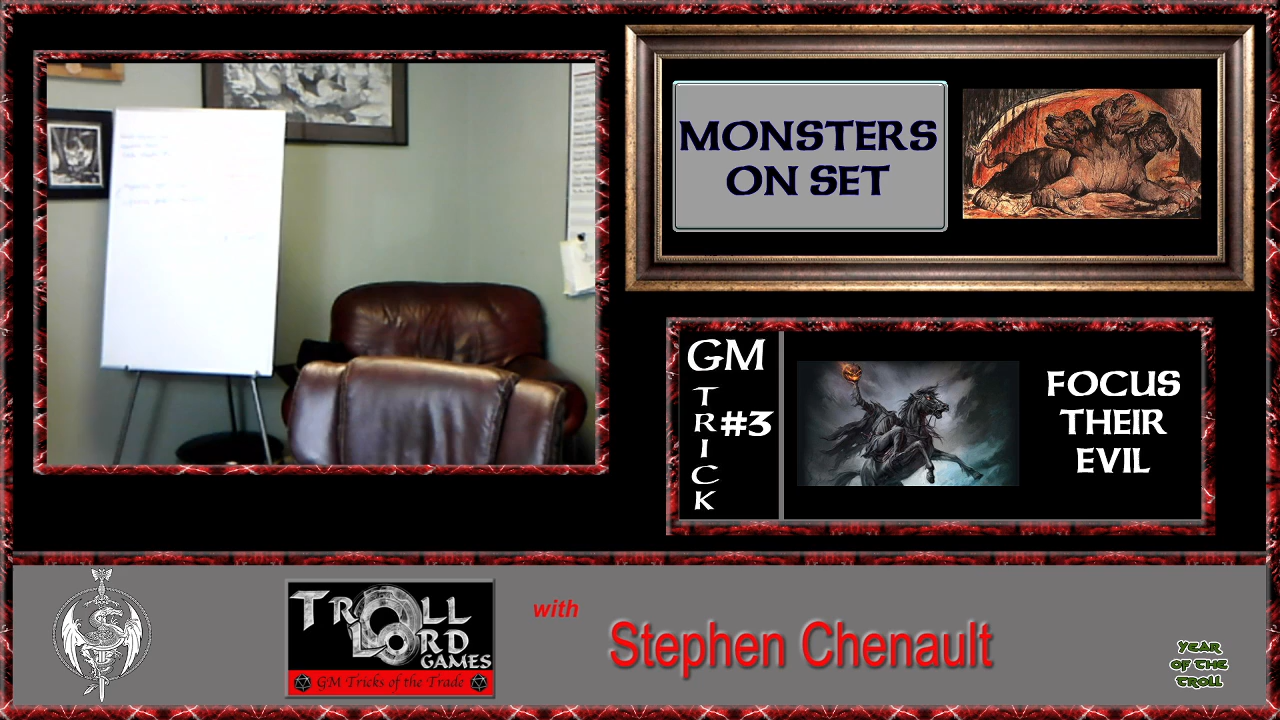 MONSTERS
ON SET
GM
TRICK
#3
FOCUS
THEIR
EVIL
TROLL
LORD
GAMES
GM Tricks of the Trade
with
Stephen Chenault
YEAR
OF THE
TROLL